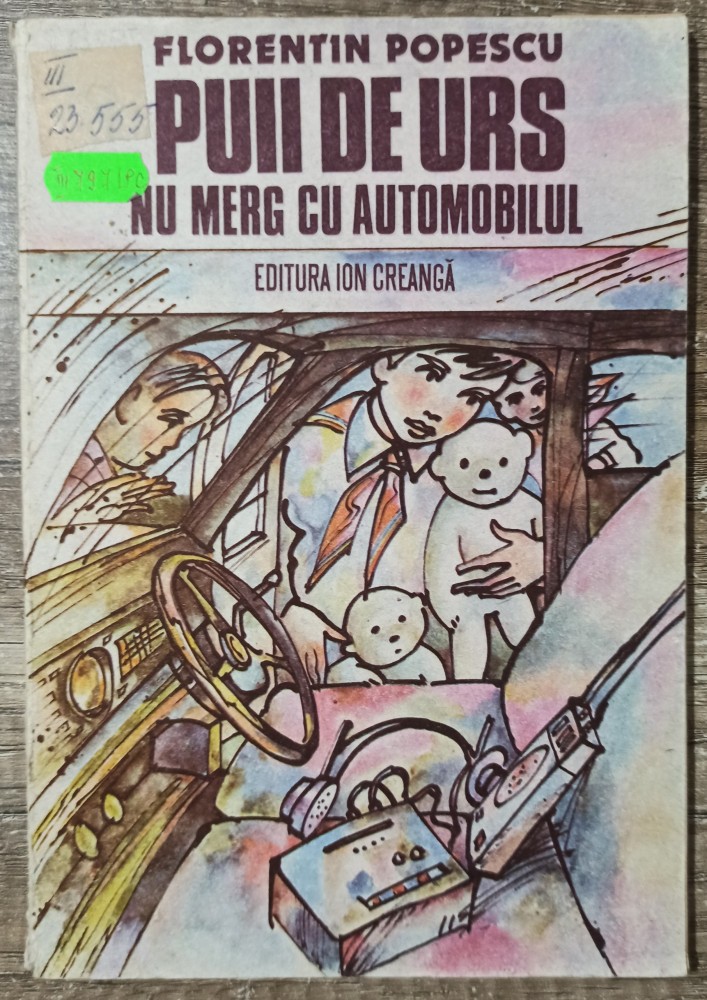 FLORENTIN POPESCU
PUII DE URS
NU MERG CU AUTOMOBILUL
EDITURA ION CREANGĂ
III
23.555